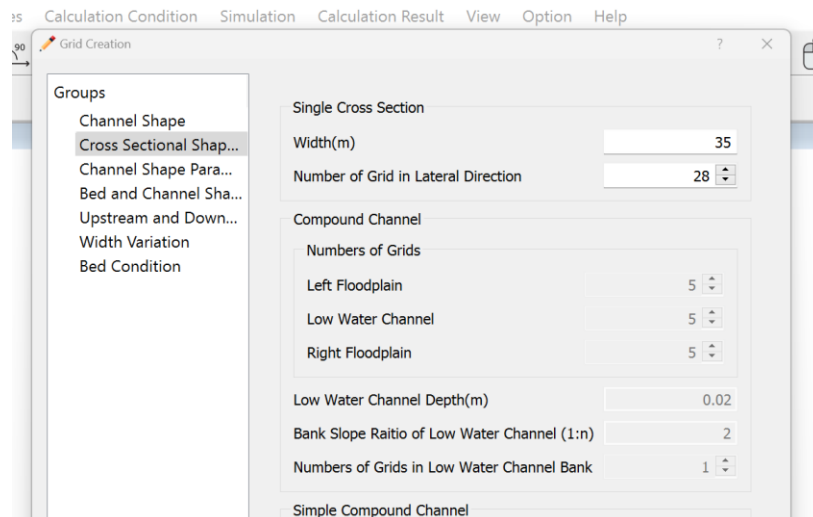 es Calculation Condition Simulation Calculation Result View Option Help
90
Grid Creation ?
Groups
Channel Shape
Cross Sectional Shap...
Channel Shape Para...
Bed and Channel Sha...
Upstream and Down...
Width Variation
Bed Condition
Single Cross Section
Width(m) 35
Number of Grid in Lateral Direction 28
Compound Channel
Numbers of Grids
Left Floodplain 5
Low Water Channel 5
Right Floodplain 5
Low Water Channel Depth(m) 0.02
Bank Slope Raitio of Low Water Channel (1:n) 2
Numbers of Grids in Low Water Channel Bank 1
Simple Compound Channel